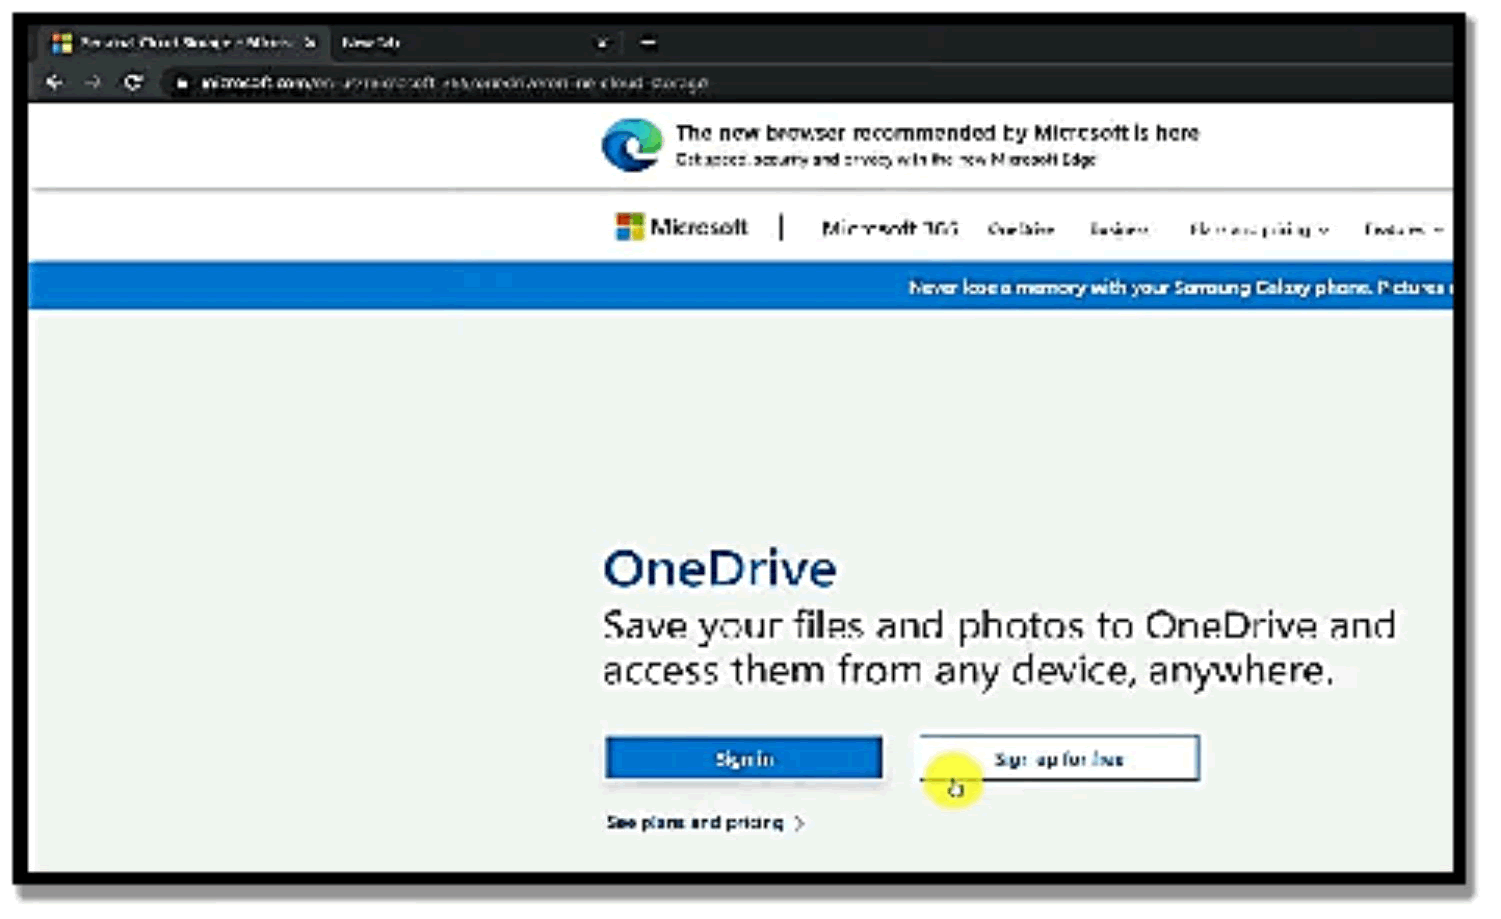 Personal Cloud Storage - Micros
New Tab
microsoft.com/en-us/microsoft-365/onedrive/online-cloud-storage
The new browser recommended by Microsoft is here
Get speed, security and privacy with the new Microsoft Edge
Microsoft
Microsoft 365
OneDrive
Business
Plans and pricing
Features
Never lose a memory with your Samsung Galaxy phone. Pictures
OneDrive
Save your files and photos to OneDrive and
access them from any device, anywhere.
Sign in
Sign up for free
See plans and pricing >